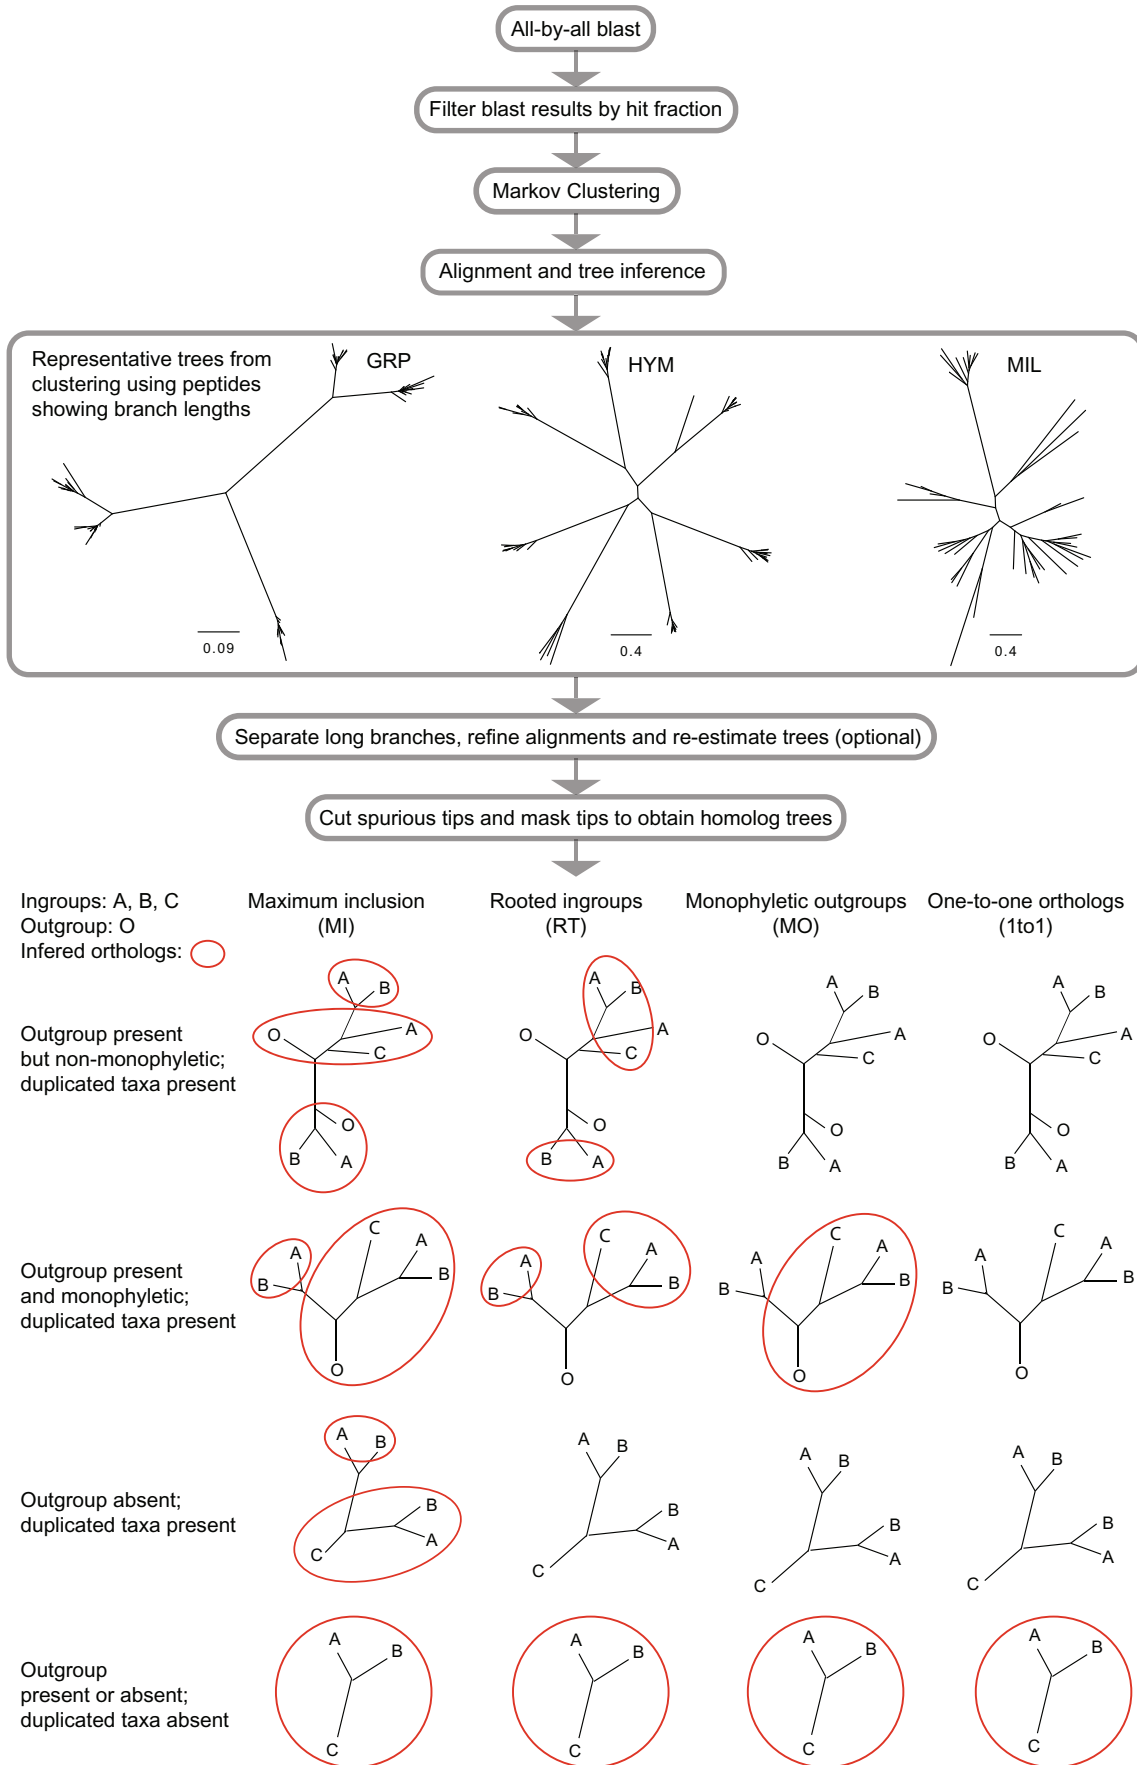 All-by-all blast
Filter blast results by hit fraction
Markov Clustering
Alignment and tree inference
Representative trees from
clustering using peptides
showing branch lengths
GRP
HYM
MIL
0.09
0.4
0.4
Separate long branches, refine alignments and re-estimate trees (optional)
Cut spurious tips and mask tips to obtain homolog trees
Ingroups: A, B, C
Outgroup: O
Infered orthologs:
Maximum inclusion
(MI)
Rooted ingroups
(RT)
Monophyletic outgroups
(MO)
One-to-one orthologs
(1to1)
Outgroup present
but non-monophyletic;
duplicated taxa present
A
B
O
A
C
O
B
A
A
B
O
A
C
O
B
A
A
B
O
A
C
O
B
A
A
B
O
A
C
O
B
A
Outgroup present
and monophyletic;
duplicated taxa present
A
B
C
A
B
O
A
B
C
A
B
O
A
B
C
A
B
O
A
B
C
A
B
O
Outgroup absent;
duplicated taxa present
A
B
B
A
C
A
B
B
A
C
A
B
B
A
C
A
B
B
A
C
Outgroup
present or absent;
duplicated taxa absent
A
B
C
A
B
C
A
B
C
A
B
C